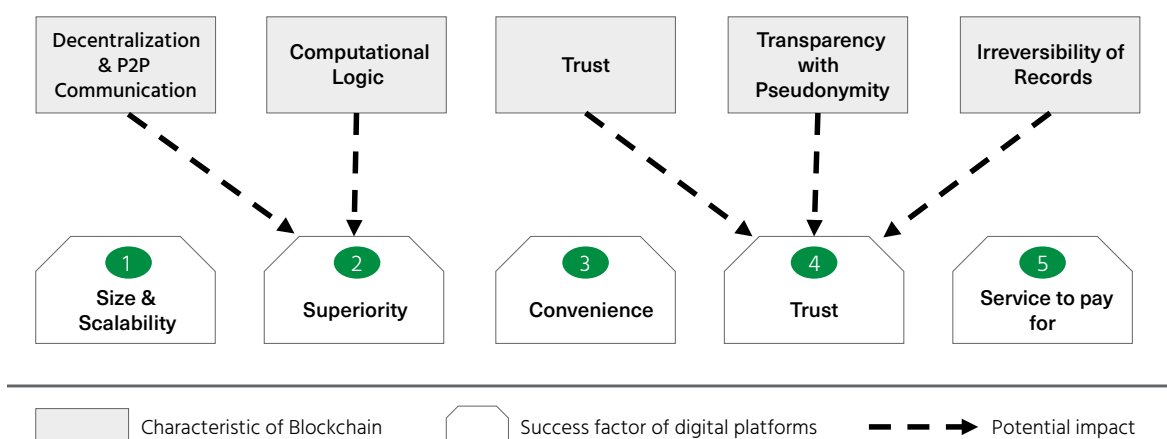 Decentralization
& P2P
Communication
Computational
Logic
Trust
Transparency
with
Pseudonymity
Irreversibility of
Records
1
Size &
Scalability
2
Superiority
3
Convenience
4
Trust
5
Service to pay
for
Characteristic of Blockchain
Success factor of digital platforms
Potential impact